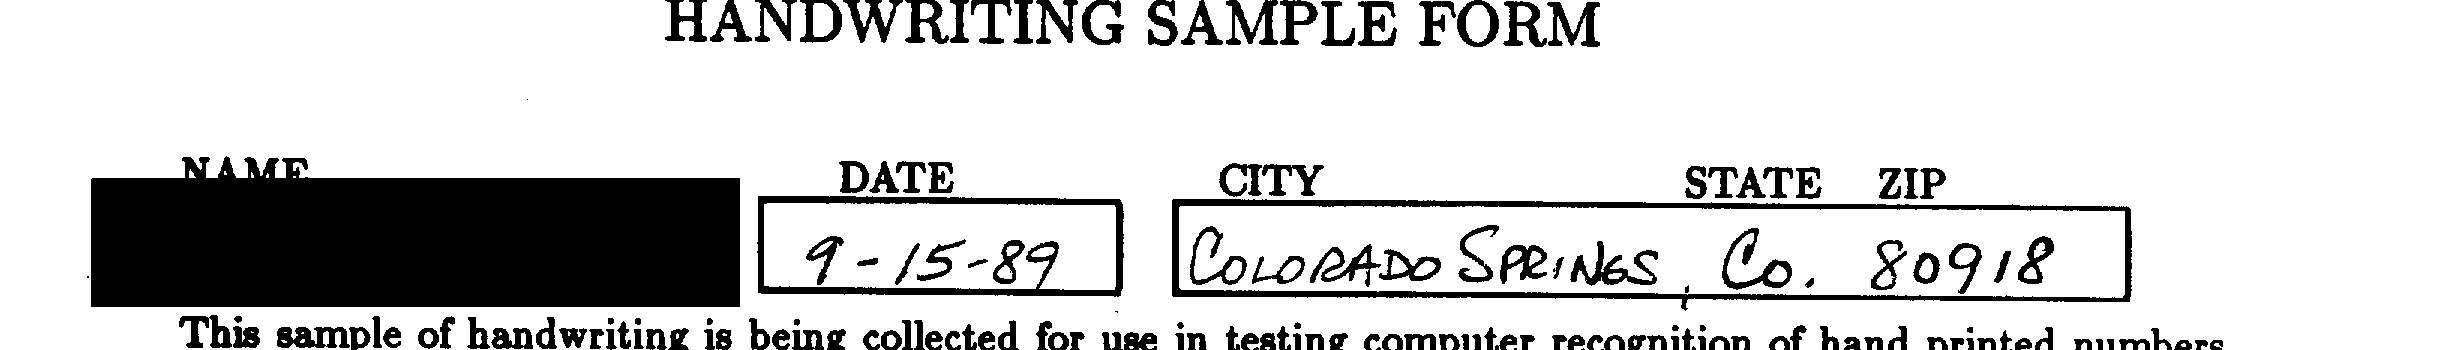 HANDWRITING SAMPLE FORM
NAME DATE CITY STATE ZIP
9-15-89 COLORADO SPRINGS, CO. 80918
This sample of handwriting is being collected for use in testing computer recognition of hand printed numbers